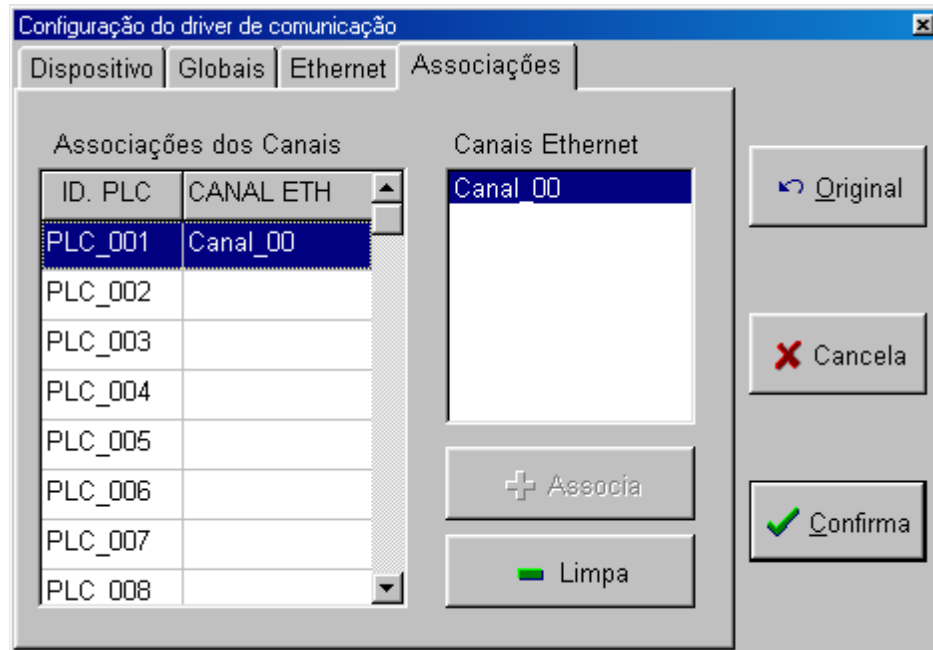 Configuração do driver de comunicação
Dispositivo Globais Ethernet Associações
Associações dos Canais
ID. PLC CANAL ETH
PLC_001 Canal_00
PLC_002
PLC_003
PLC_004
PLC_005
PLC_006
PLC_007
PLC_008
Canais Ethernet
Canal_00
Associa
Limpa
Original
Cancela
Confirma